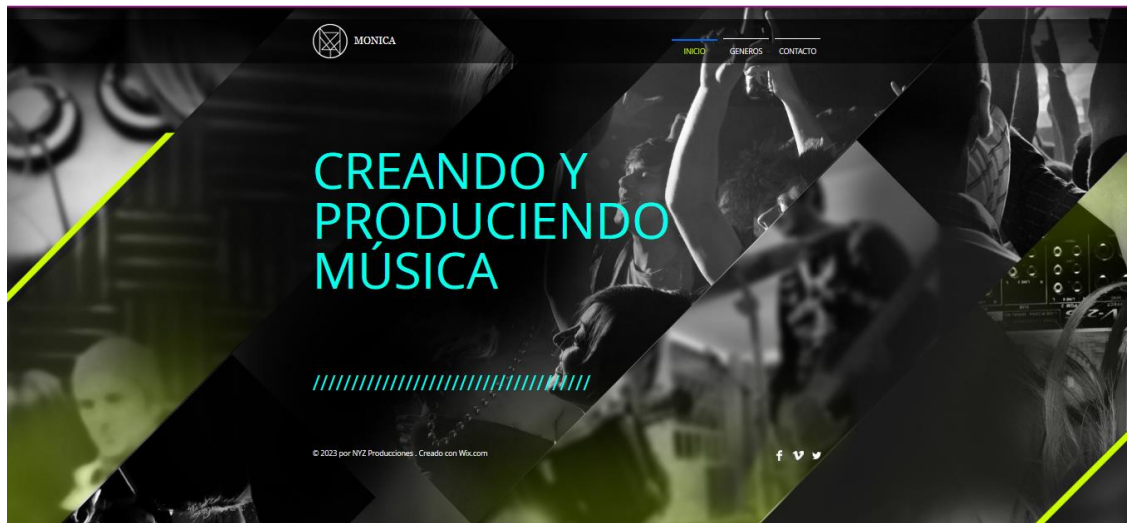 MONICA
INICIO GENEROS CONTACTO
CREANDO Y
PRODUCIENDO
MÚSICA
////////////////////////////////////
© 2023 por NYZ Producciones . Creado con Wix.com